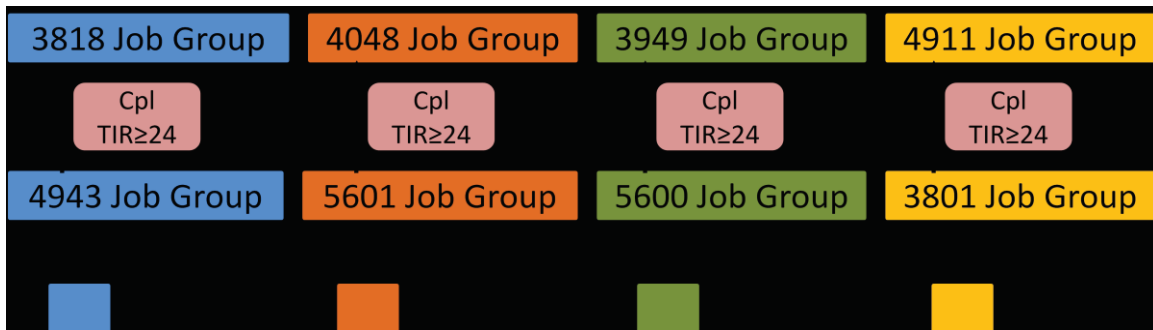 3818 Job Group
4048 Job Group
3949 Job Group
4911 Job Group
Cpl
TIR≥24
Cpl
TIR≥24
Cpl
TIR≥24
Cpl
TIR≥24
4943 Job Group
5601 Job Group
5600 Job Group
3801 Job Group